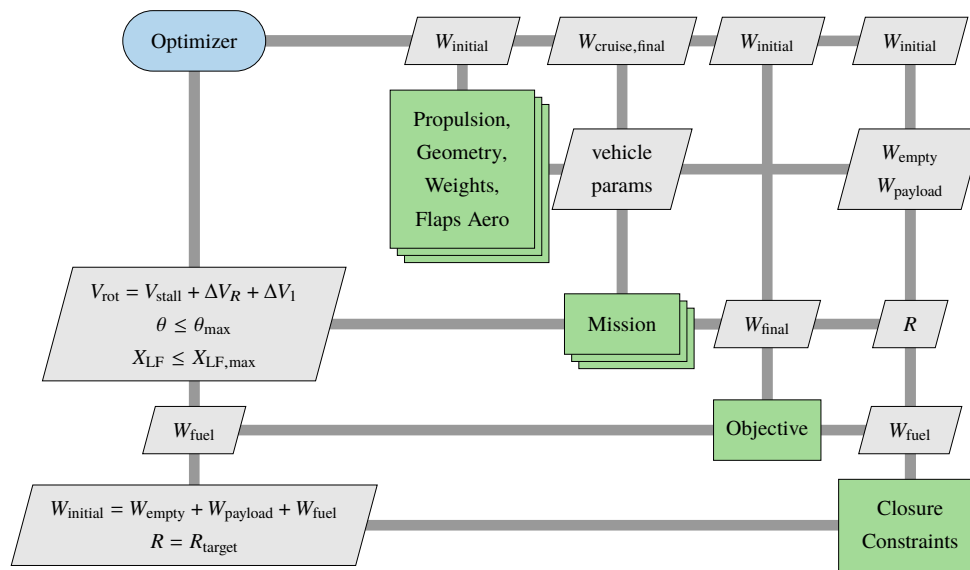 Optimizer
W_initial
W_cruise,final
W_initial
W_initial
Propulsion,
Geometry,
Weights,
Flaps Aero
vehicle
params
W_empty
W_payload
V_rot = V_stall + ΔV_R + ΔV_1
θ ≤ θ_max
X_LF ≤ X_LF,max
Mission
W_final
R
W_fuel
Objective
W_fuel
W_initial = W_empty + W_payload + W_fuel
R = R_target
Closure
Constraints